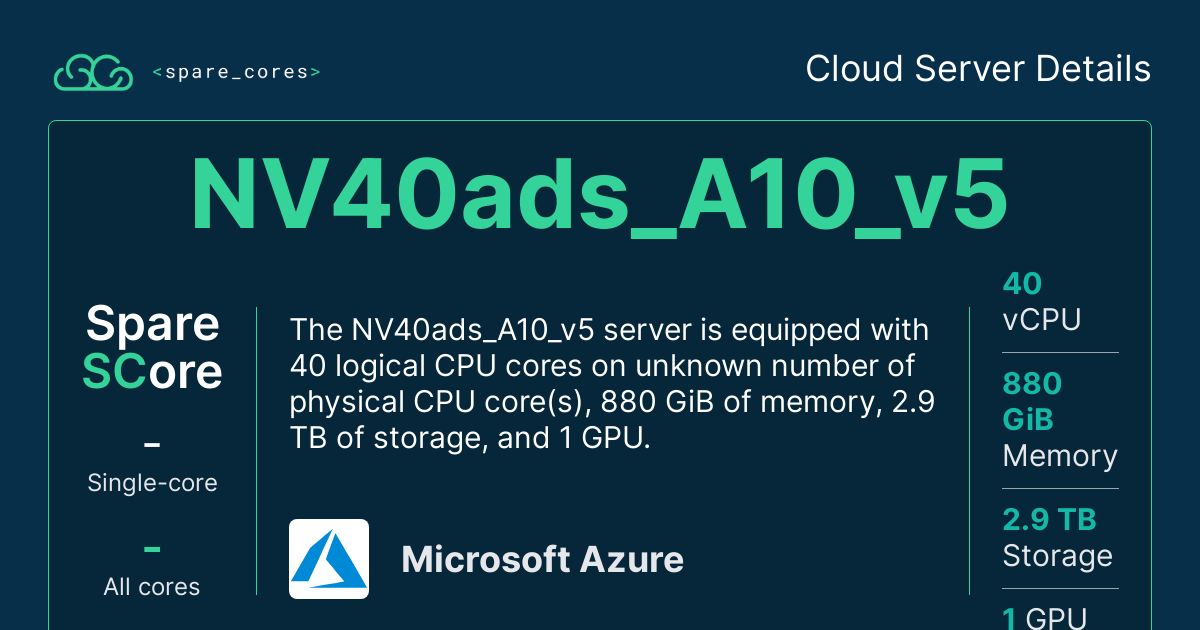 <spare_cores>
Cloud Server Details
NV40ads_A10_v5
Spare
SCore
-
Single-core
-
All cores
The NV40ads_A10_v5 server is equipped with
40 logical CPU cores on unknown number of
physical CPU core(s), 880 GiB of memory, 2.9
TB of storage, and 1 GPU.
Microsoft Azure
40
vCPU
880
GiB
Memory
2.9 TB
Storage
1 GPU